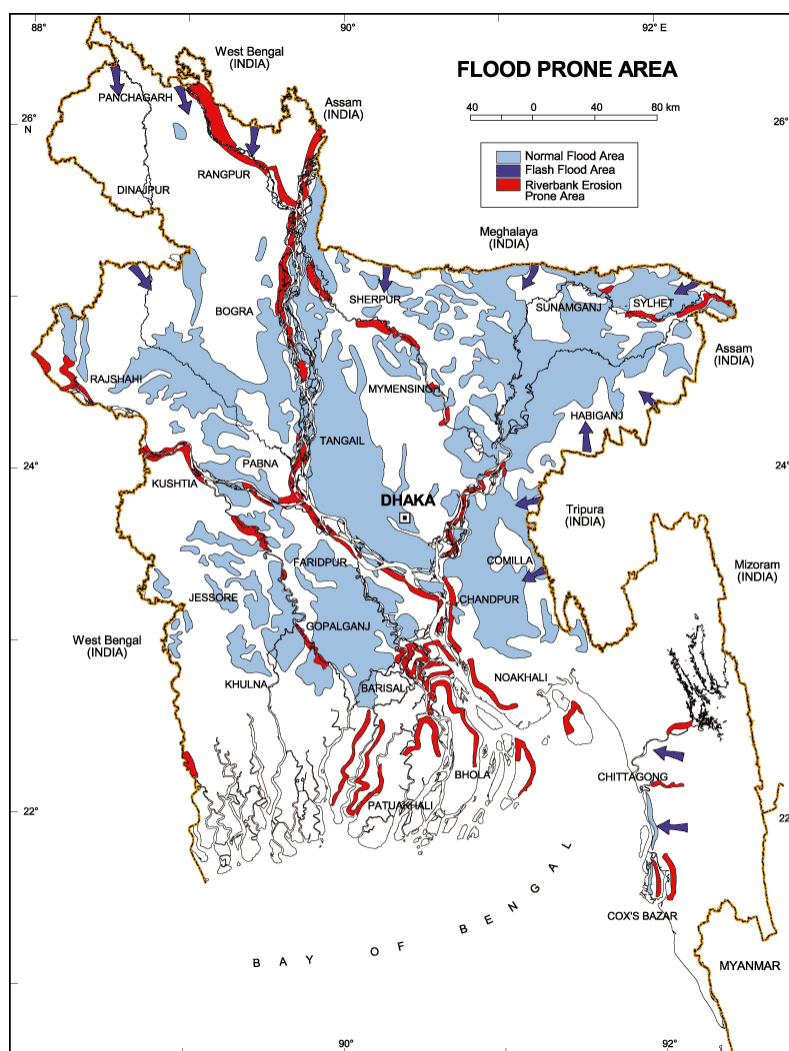 88°
90°
92° E
West Bengal
(INDIA)
FLOOD PRONE AREA
PANCHAGARH
Assam
(INDIA)
40 0 40 80 km
26°
N
26°
Normal Flood Area
Flash Flood Area
Riverbank Erosion
Prone Area
RANGPUR
DINAJPUR
Meghalaya
(INDIA)
SHERPUR
SUNAMGANJ
SYLHET
BOGRA
Assam
(INDIA)
RAJSHAHI
MYMENSINGH
HABIGANJ
TANGAIL
24°
PABNA
24°
KUSHTIA
DHAKA
Tripura
(INDIA)
COMILLA
FARIDPUR
Mizoram
(INDIA)
JESSORE
CHANDPUR
GOPALGANJ
West Bengal
(INDIA)
KHULNA
BARISAL
NOAKHALI
BHOLA
CHITTAGONG
PATUAKHALI
22°
22
COX'S BAZAR
BAY OF BENGAL
MYANMAR
90°
92°